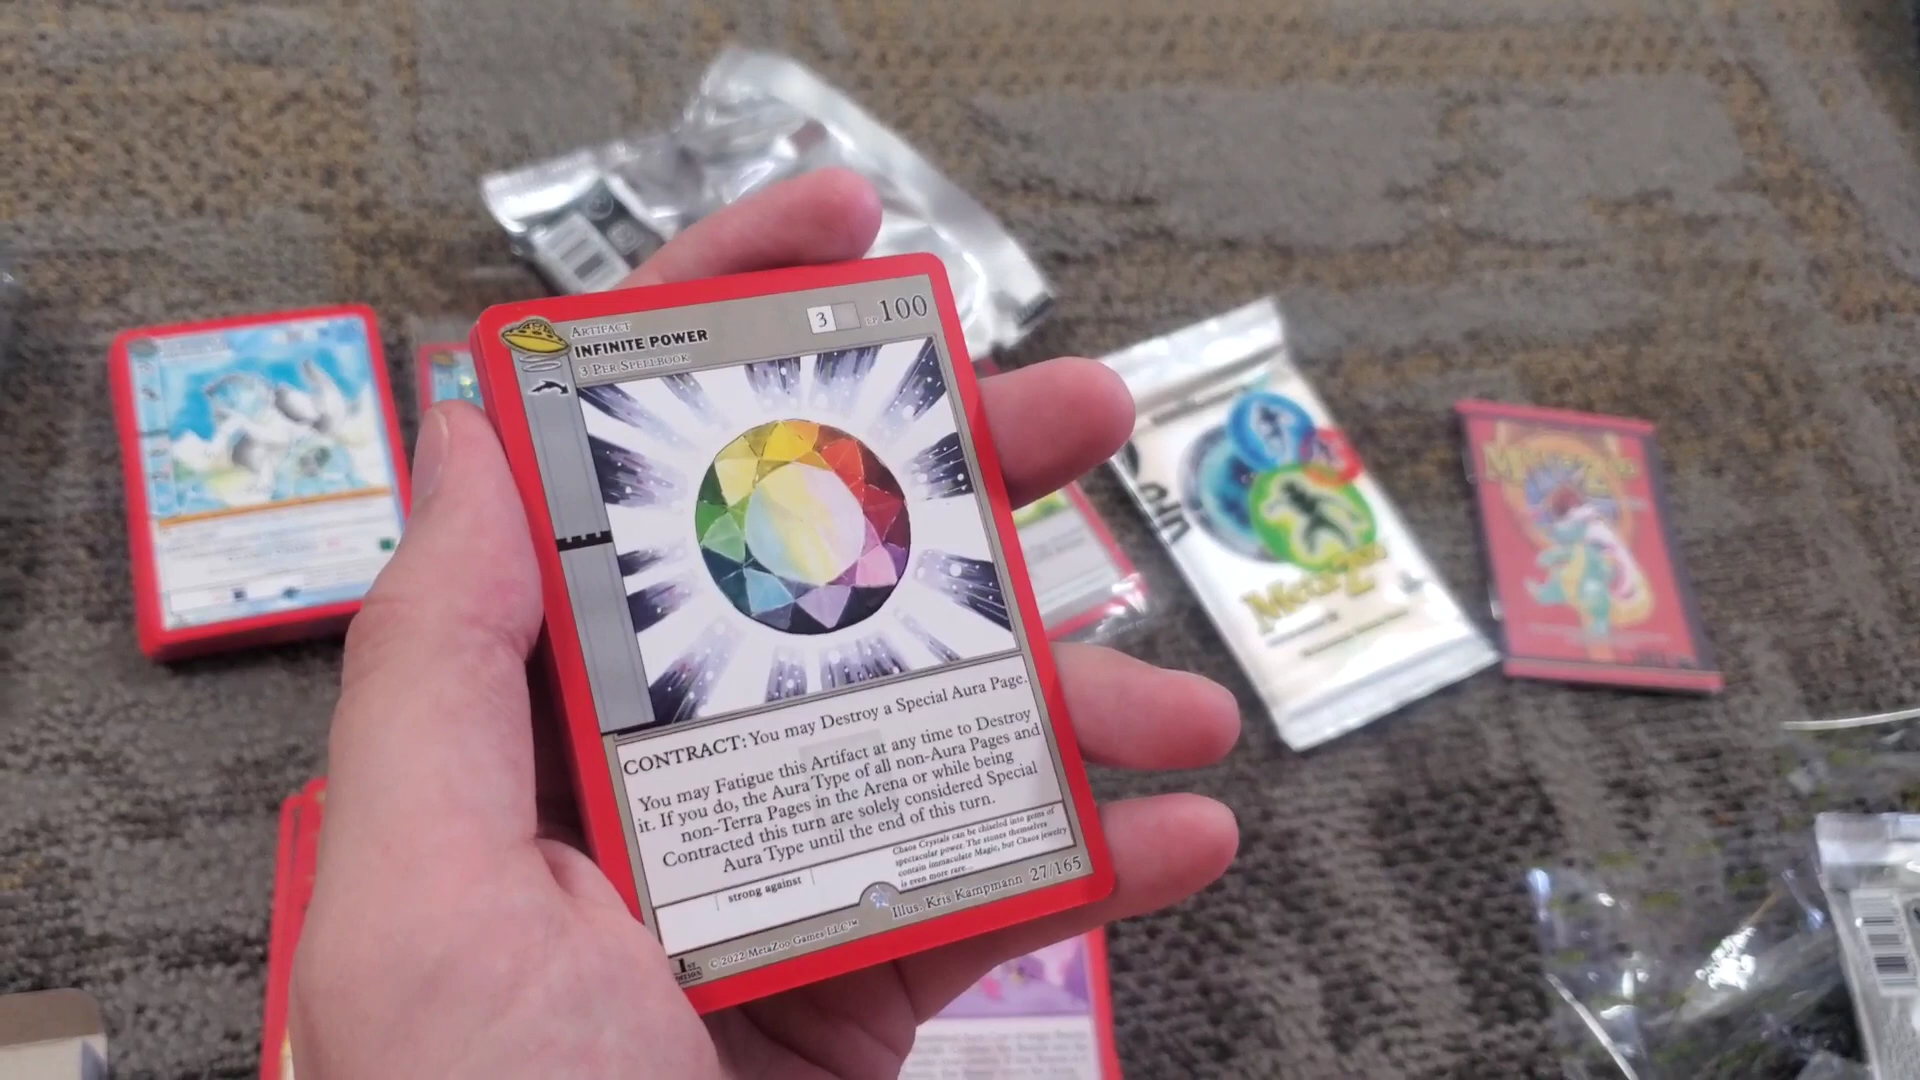 ARTIFACT
INFINITE POWER
3 PER SPELLBOOK
3
LP 100
CONTRACT: You may Destroy a Special Aura Page.
You may Fatigue this Artifact at any time to Destroy
it. If you do, the Aura Type of all non-Aura Pages and
non-Terra Pages in the Arena or while being
Contracted this turn are solely considered Special
Aura Type until the end of this turn.
strong against
Chaos Crystals can be chiseled into gems of
spectacular power. The stones themselves
contain immaculate Magic, but Chaos jewelry
is even more rare...
Illus. Kris Kampmann 27/165
1ST
EDITION
© 2022 MetaZoo Games LLC™
MetaZoo
MetaZoo